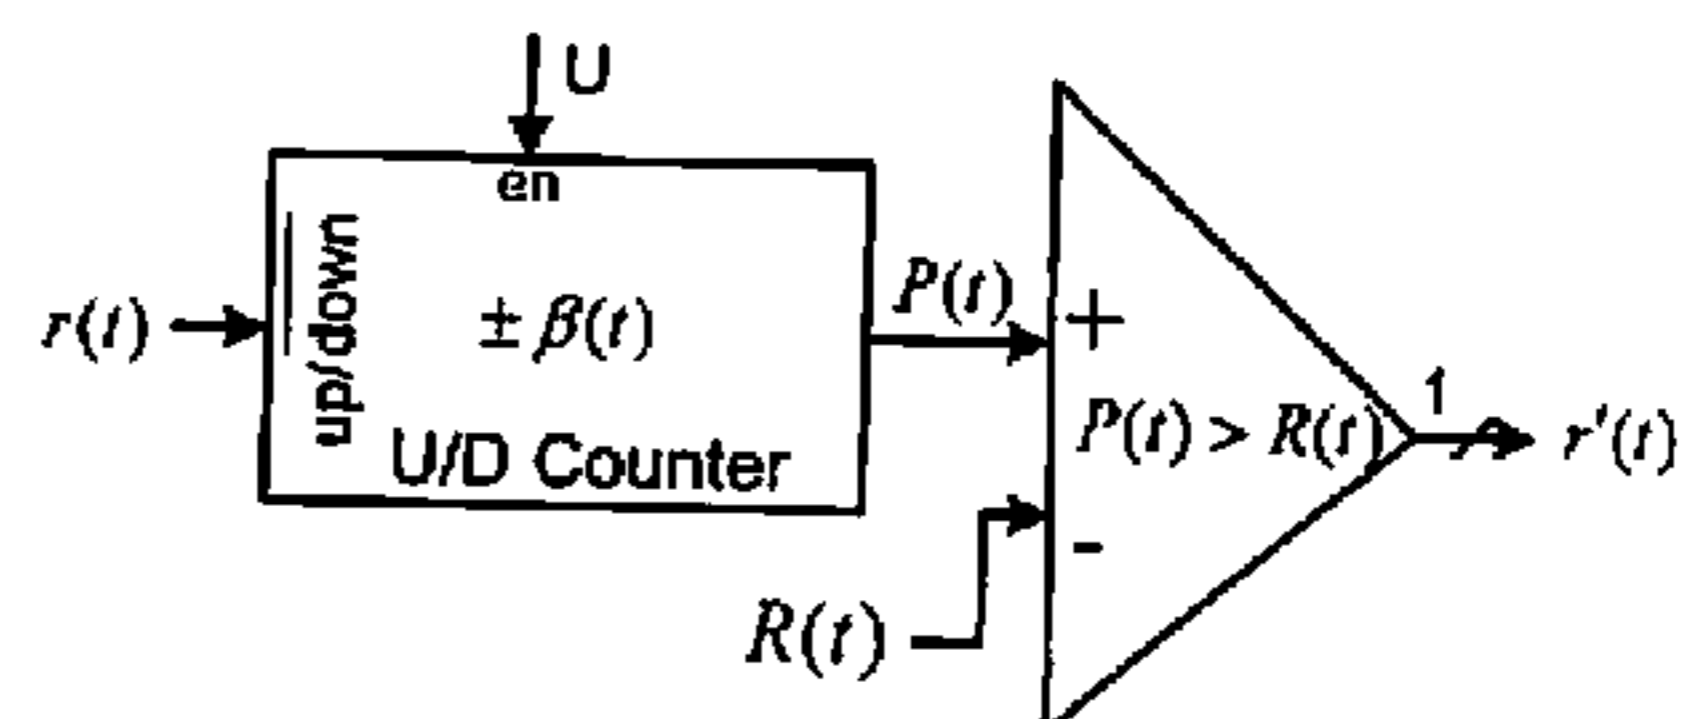 U
en
r(t)
up/down
± β(t)
U/D Counter
P(t)
+
P(t) > R(t)
1
r'(t)
-
R(t)